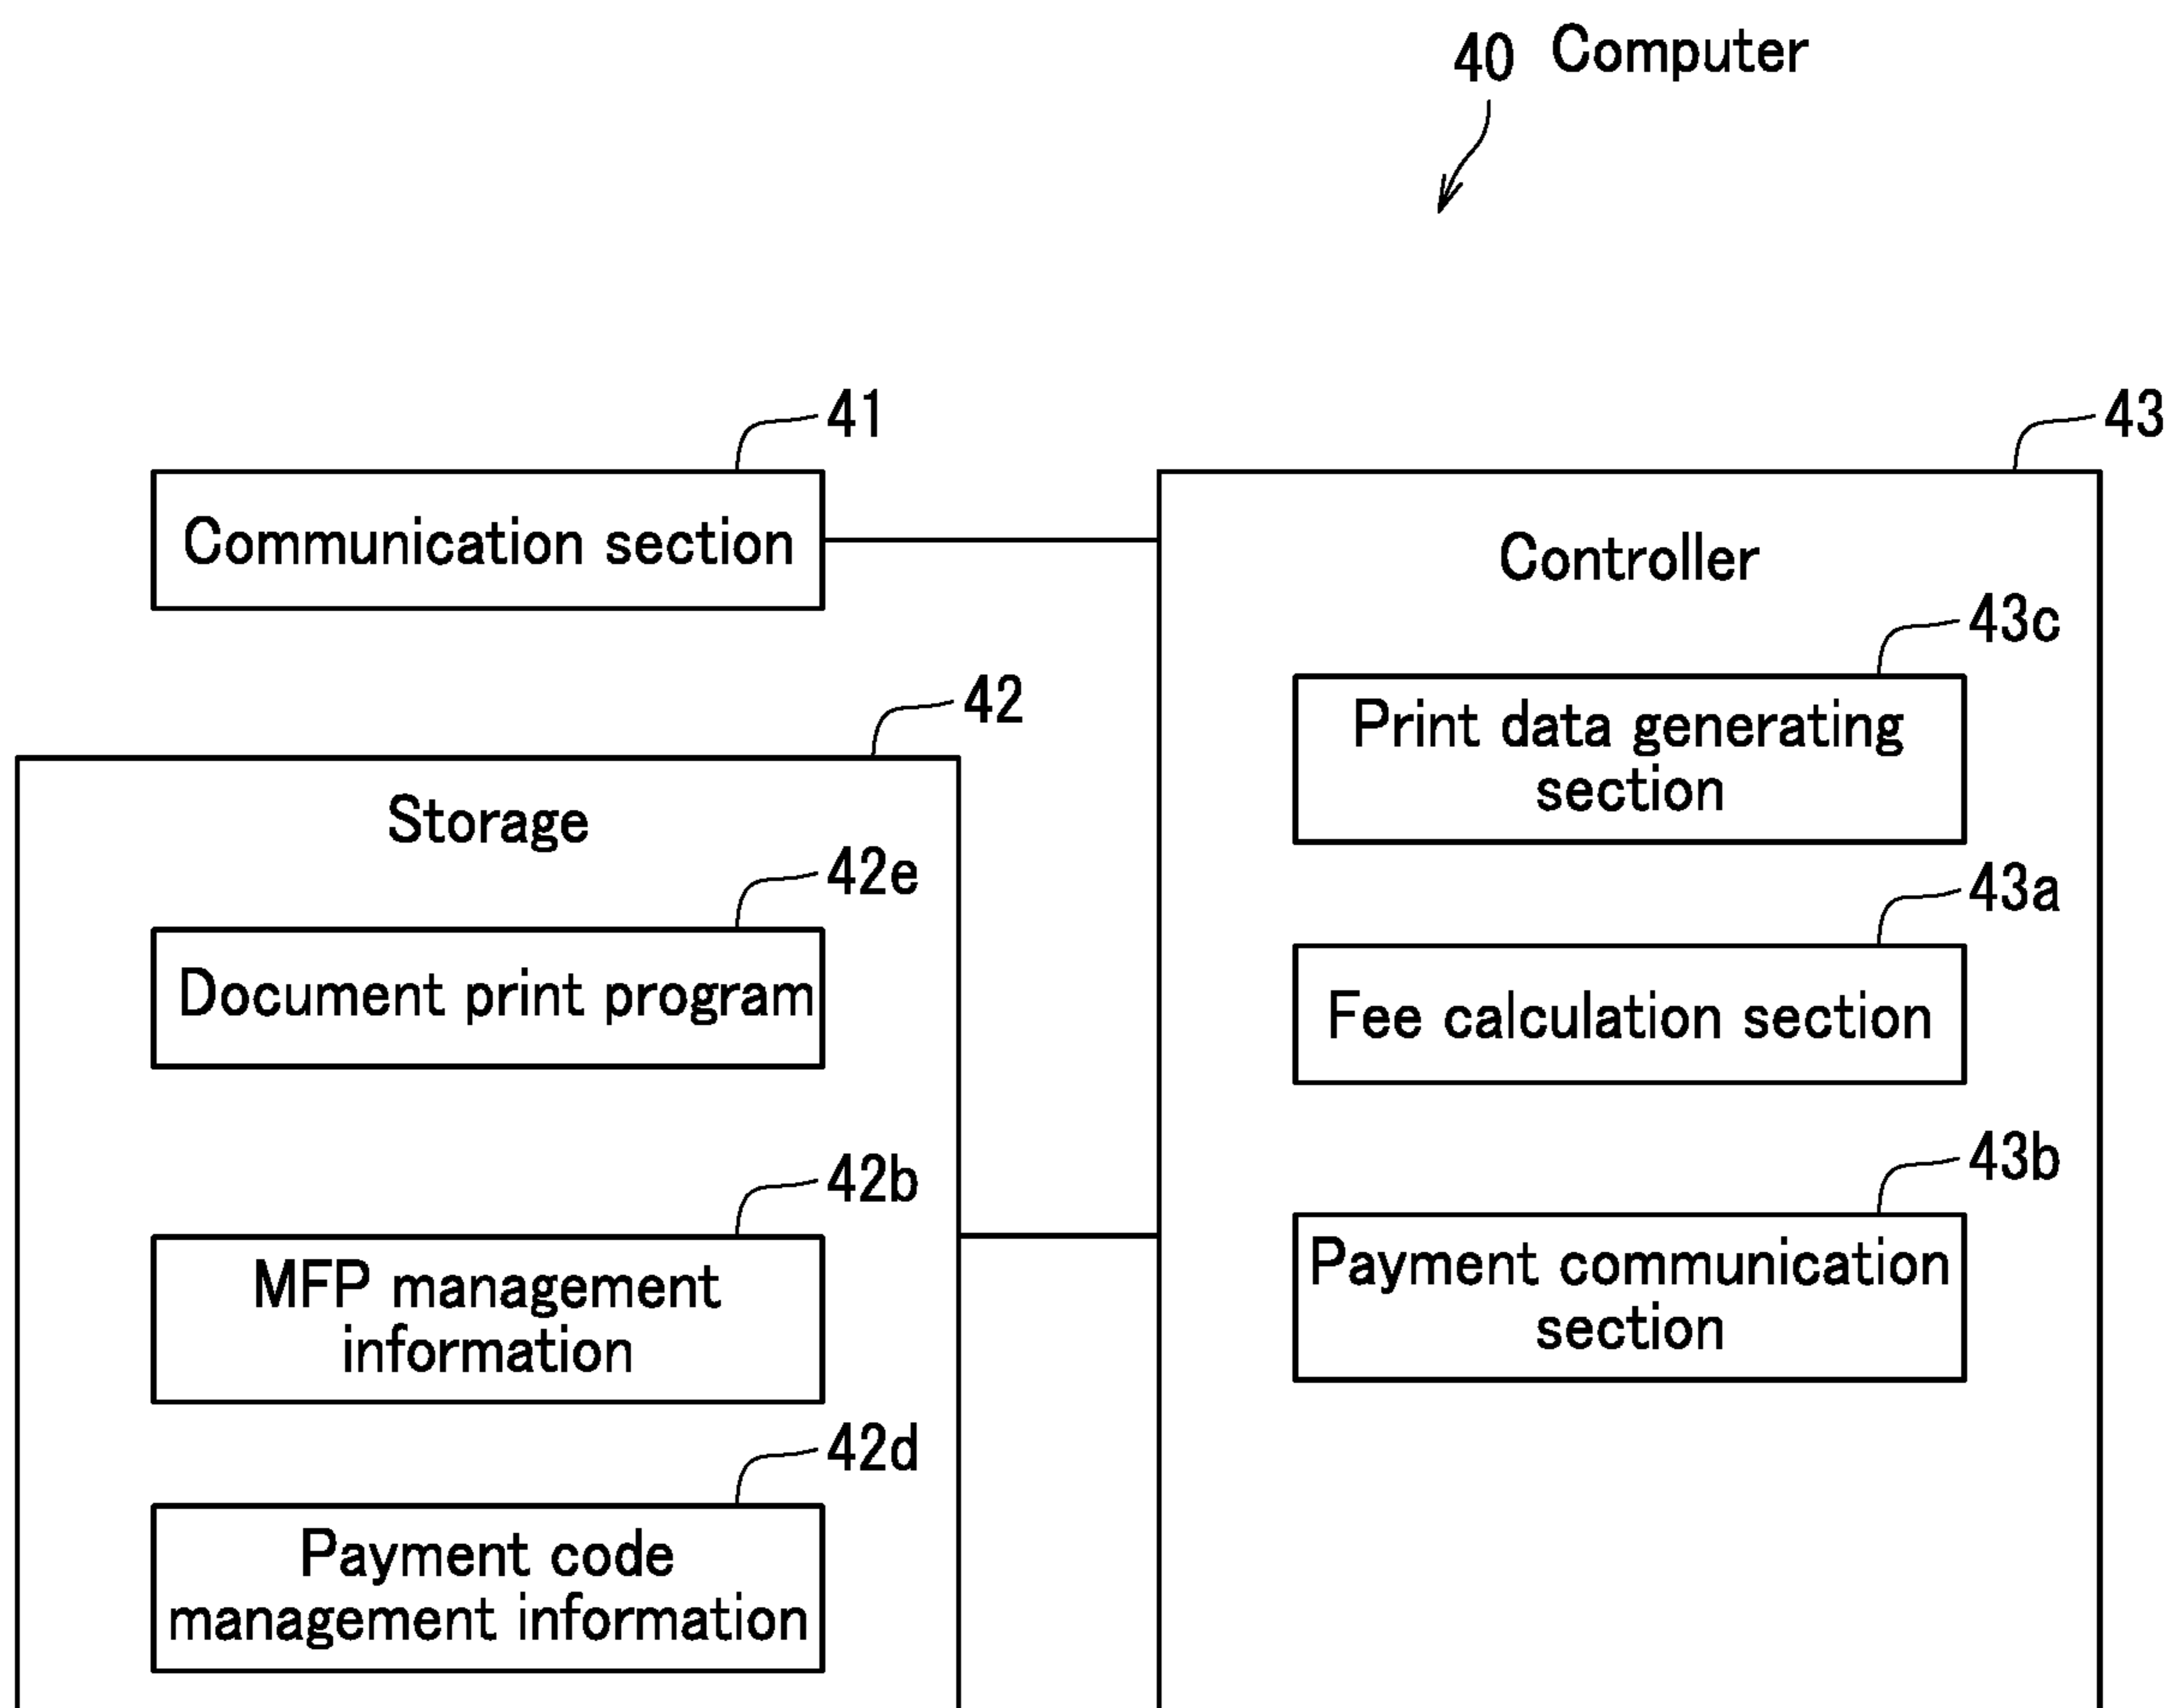 40 Computer
41
Communication section
42
Storage
42e
Document print program
42b
MFP management
information
42d
Payment code
management information
43
Controller
43c
Print data generating
section
43a
Fee calculation section
43b
Payment communication
section